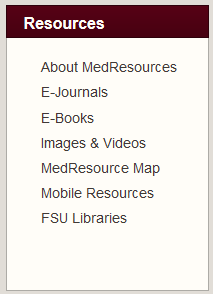 Resources
About MedResources
E-Journals
E-Books
Images & Videos
MedResource Map
Mobile Resources
FSU Libraries